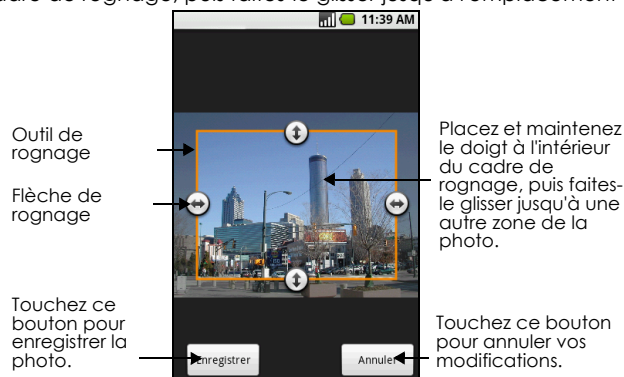 adre de rognage, puis faites-le glisser jusqu'à l'emplacement
11:39 AM
Outil de
rognage
Flèche de
rognage
Placez et maintenez
le doigt à l'intérieur
du cadre de
rognage, puis faites-
le glisser jusqu'à une
autre zone de la
photo.
Touchez ce
bouton pour
enregistrer la
photo.
Enregistrer
Annuler
Touchez ce bouton
pour annuler vos
modifications.